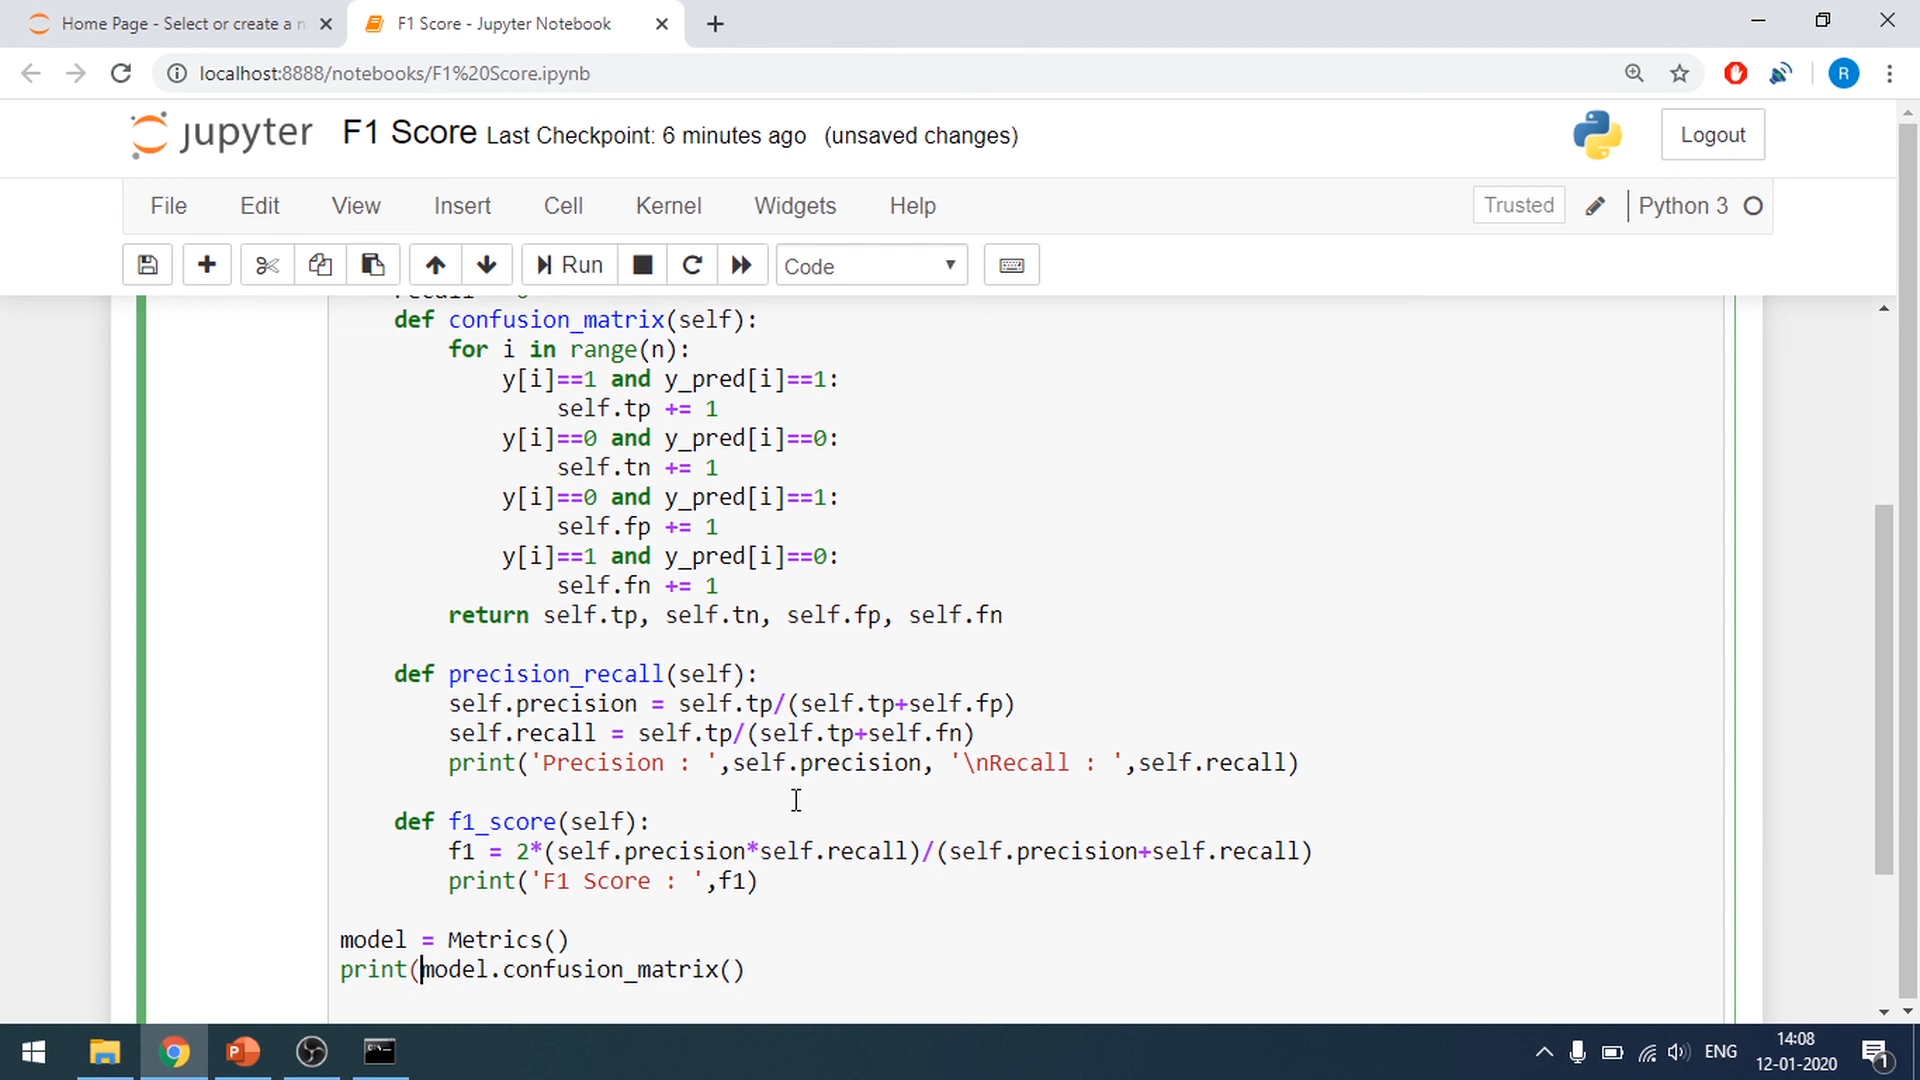 Home Page - Select or create a n
F1 Score - Jupyter Notebook
localhost:8888/notebooks/F1%20Score.ipynb
R
jupyter F1 Score Last Checkpoint: 6 minutes ago (unsaved changes)
Logout
File Edit View Insert Cell Kernel Widgets Help
Trusted Python 3
Run Code
def confusion_matrix(self):
for i in range(n):
y[i]==1 and y_pred[i]==1:
self.tp += 1
y[i]==0 and y_pred[i]==0:
self.tn += 1
y[i]==0 and y_pred[i]==1:
self.fp += 1
y[i]==1 and y_pred[i]==0:
self.fn += 1
return self.tp, self.tn, self.fp, self.fn
def precision_recall(self):
self.precision = self.tp/(self.tp+self.fp)
self.recall = self.tp/(self.tp+self.fn)
print('Precision : ',self.precision, '\nRecall : ',self.recall)
def f1_score(self):
f1 = 2*(self.precision*self.recall)/(self.precision+self.recall)
print('F1 Score : ',f1)
model = Metrics()
print(model.confusion_matrix()
ENG
14:08
12-01-2020
1